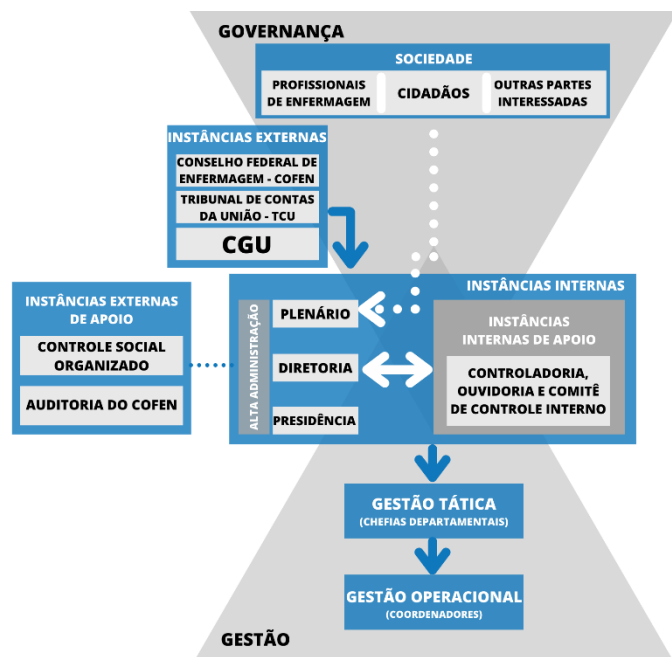 GOVERNANÇA
SOCIEDADE
PROFISSIONAIS
DE ENFERMAGEM
CIDADÃOS
OUTRAS PARTES
INTERESSADAS
INSTÂNCIAS EXTERNAS
CONSELHO FEDERAL DE
ENFERMAGEM - COFEN
TRIBUNAL DE CONTAS
DA UNIÃO - TCU
CGU
INSTÂNCIAS EXTERNAS
DE APOIO
CONTROLE SOCIAL
ORGANIZADO
AUDITORIA DO COFEN
INSTÂNCIAS INTERNAS
ALTA ADMINISTRAÇÃO
PLENÁRIO
DIRETORIA
PRESIDÊNCIA
INSTÂNCIAS
INTERNAS DE APOIO
CONTROLADORIA,
OUVIDORIA E COMITÊ
DE CONTROLE INTERNO
GESTÃO TÁTICA
(CHEFIAS DEPARTAMENTAIS)
GESTÃO OPERACIONAL
(COORDENADORES)
GESTÃO